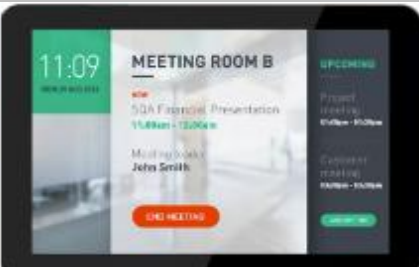 11:09
MEETING ROOM B
NOW
SQA Financial Presentation
11:00am - 12:00am
Meeting leader
John Smith
END MEETING
UPCOMING
Project
meeting
Customer
meeting